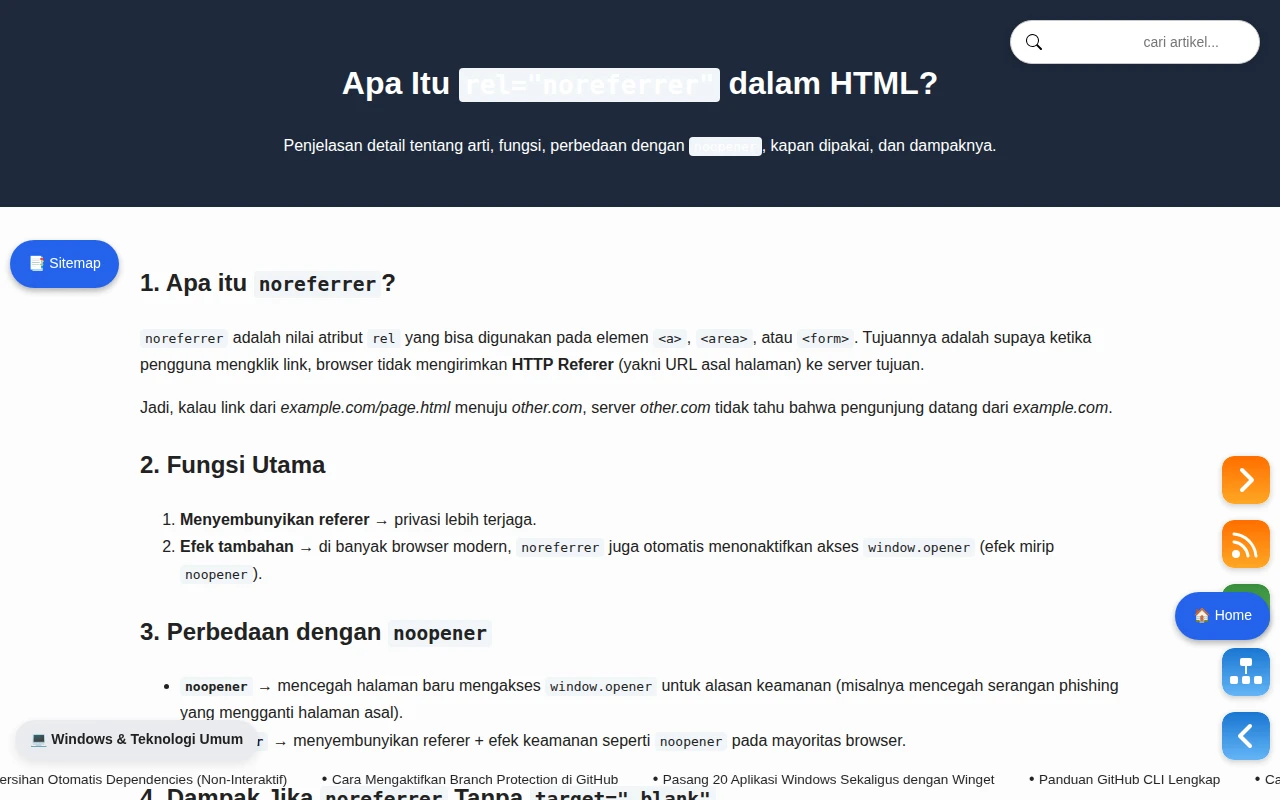 cari artikel...
Apa Itu rel="noreferrer" dalam HTML?
Penjelasan detail tentang arti, fungsi, perbedaan dengan noopener, kapan dipakai, dan dampaknya.
📑 Sitemap
1. Apa itu noreferrer?
noreferrer adalah nilai atribut rel yang bisa digunakan pada elemen <a>, <area>, atau <form>. Tujuannya adalah supaya ketika
pengguna mengklik link, browser tidak mengirimkan HTTP Referer (yakni URL asal halaman) ke server tujuan.
Jadi, kalau link dari example.com/page.html menuju other.com, server other.com tidak tahu bahwa pengunjung datang dari example.com.
2. Fungsi Utama
1. Menyembunyikan referer → privasi lebih terjaga.
2. Efek tambahan → di banyak browser modern, noreferrer juga otomatis menonaktifkan akses window.opener (efek mirip
noopener).
🏠 Home
3. Perbedaan dengan noopener
• noopener → mencegah halaman baru mengakses window.opener untuk alasan keamanan (misalnya mencegah serangan phishing
yang mengganti halaman asal).
💻 Windows & Teknologi Umum
→ menyembunyikan referer + efek keamanan seperti noopener pada mayoritas browser.
ersihan Otomatis Dependencies (Non-Interaktif) • Cara Mengaktifkan Branch Protection di GitHub • Pasang 20 Aplikasi Windows Sekaligus dengan Winget • Panduan GitHub CLI Lengkap • Ca
4. Dampak Jika noreferrer Tanpa target="_blank"